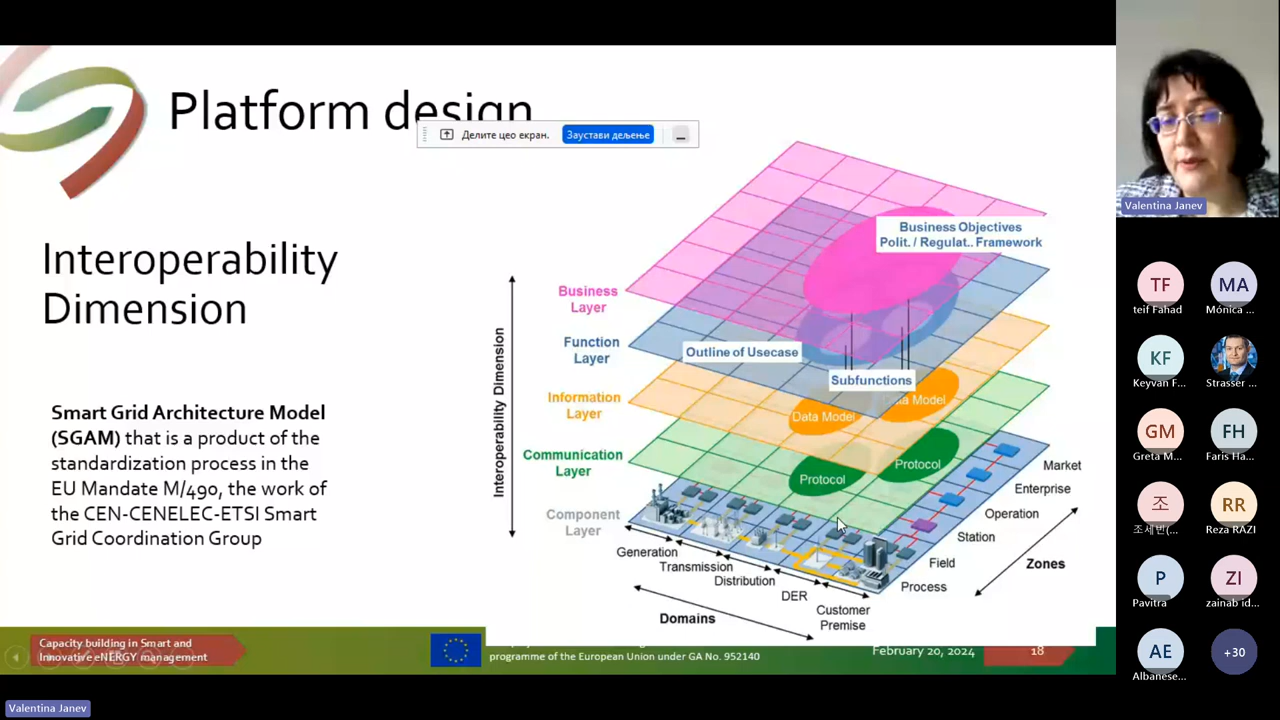 Platform design
Делите цео екран.
Заустави дељење
Interoperability
Dimension
Smart Grid Architecture Model
(SGAM) that is a product of the
standardization process in the
EU Mandate M/490, the work of
the CEN-CENELEC-ETSI Smart
Grid Coordination Group
Interoperability Dimension
Business
Layer
Function
Layer
Information
Layer
Communication
Layer
Component
Layer
Business Objectives
Polit. / Regulat.. Framework
Outline of Usecase
Subfunctions
Data Model
Data Model
Protocol
Protocol
Generation
Transmission
Distribution
DER
Customer
Premise
Domains
Market
Enterprise
Operation
Station
Field
Process
Zones
Capacity building in Smart and
Innovative eNERGY management
programme of the European Union under GA No. 952140
February 20, 2024
18
Valentina Janev
Valentina Janev
TF
teif Fahad
MA
Mónica ...
KF
Keyvan F...
Strasser ...
GM
Greta M...
FH
Faris Ha...
조
조세빈(...
RR
Reza RAZI
P
Pavitra
ZI
zainab id...
AE
Albanese...
+30